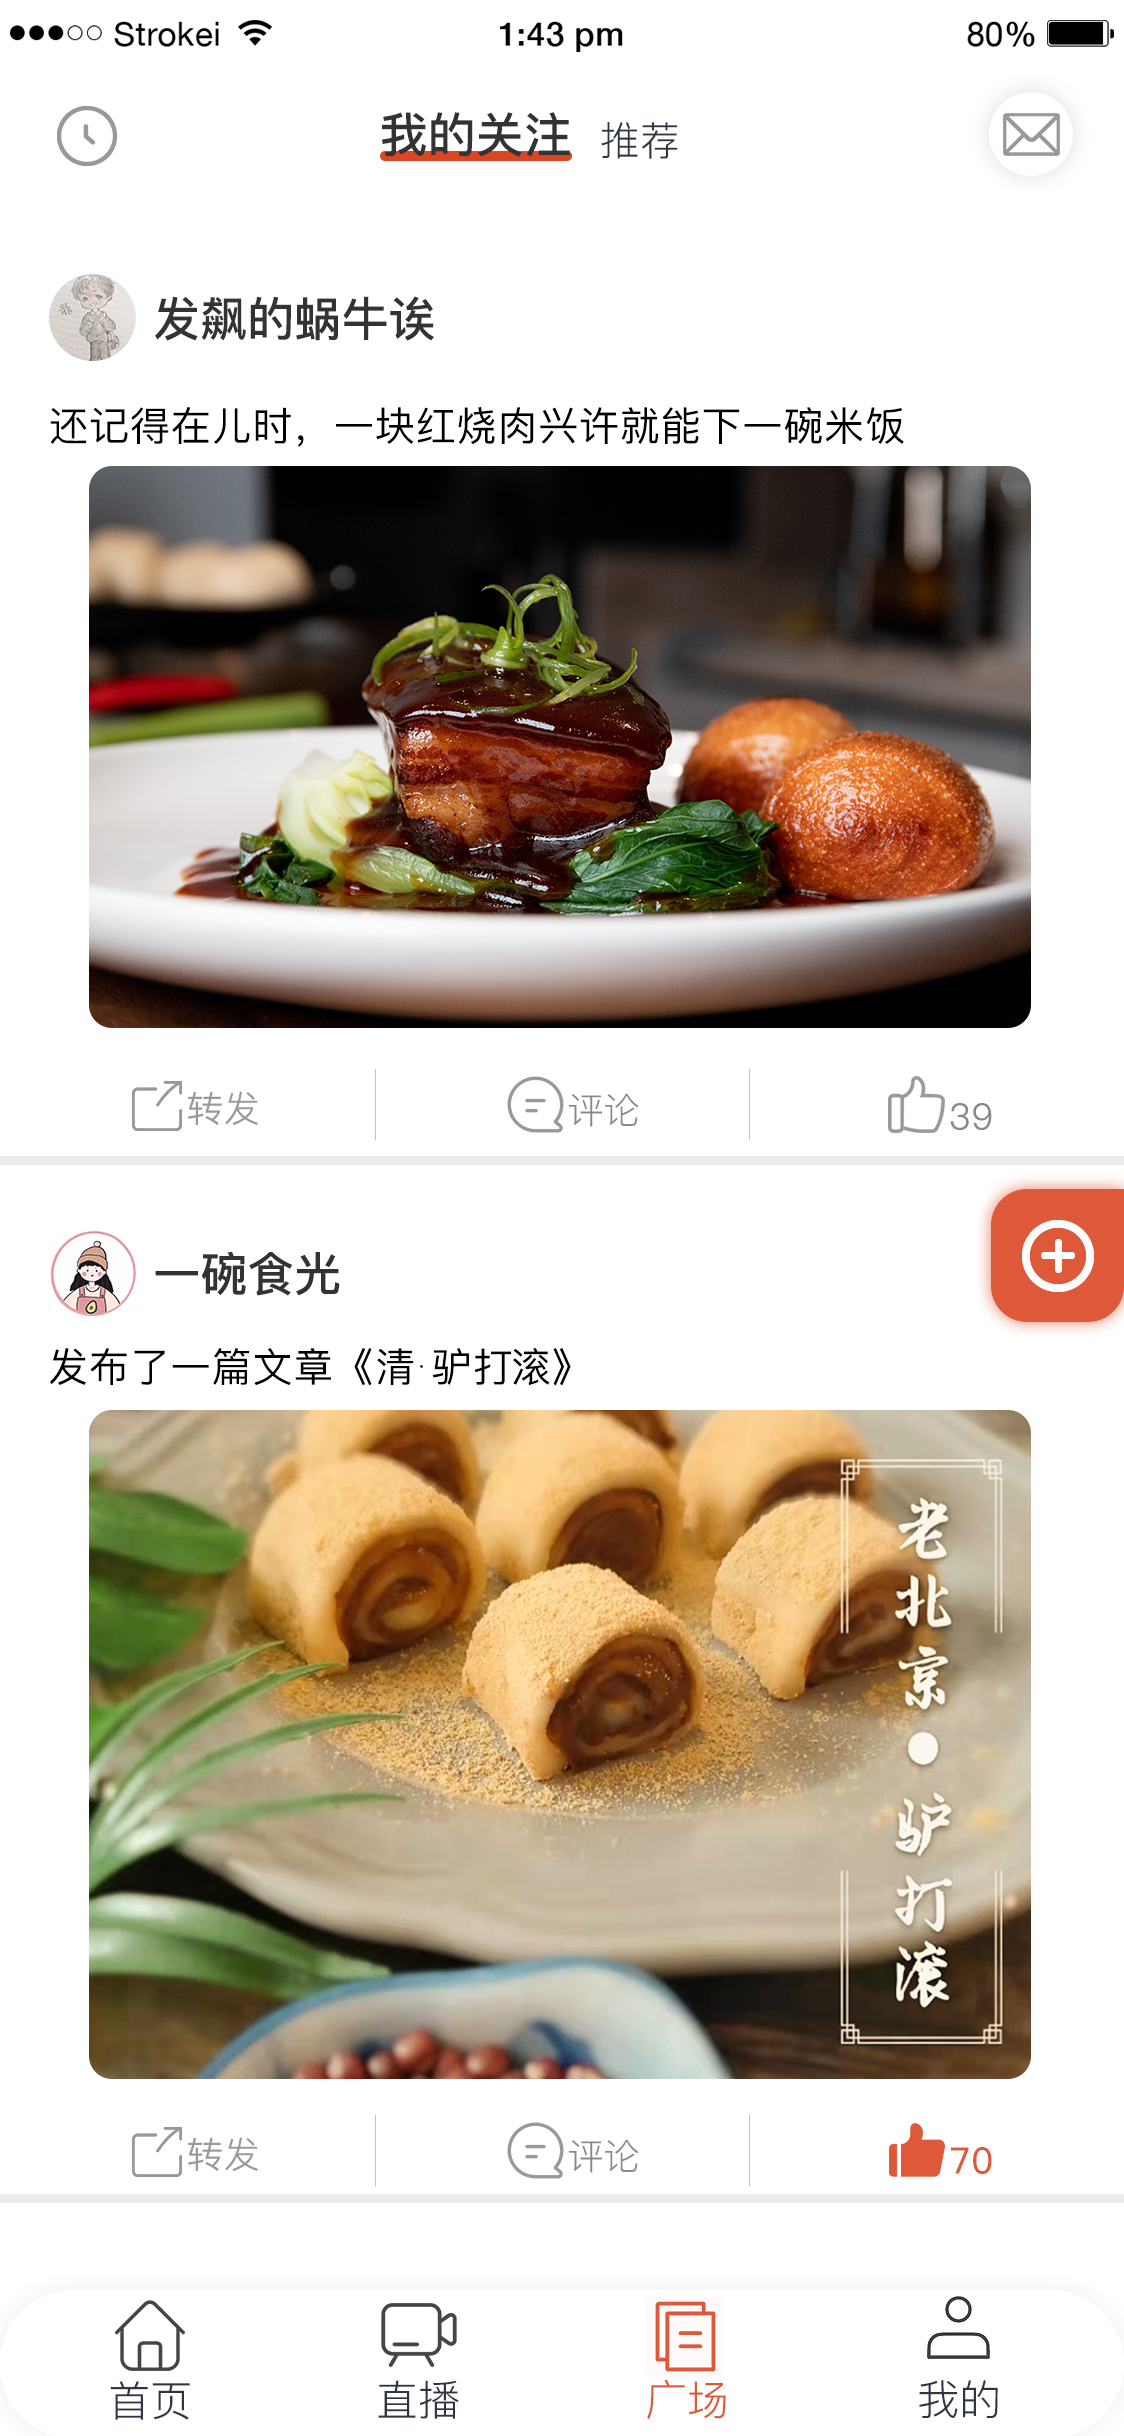 Strokei 1:43 pm 80%
我的关注 推荐
发飙的蜗牛诶
还记得在儿时，一块红烧肉兴许就能下一碗米饭
转发 评论 39
一碗食光
发布了一篇文章《清·驴打滚》
老北京●驴打滚
转发 评论 70
首页 直播 广场 我的